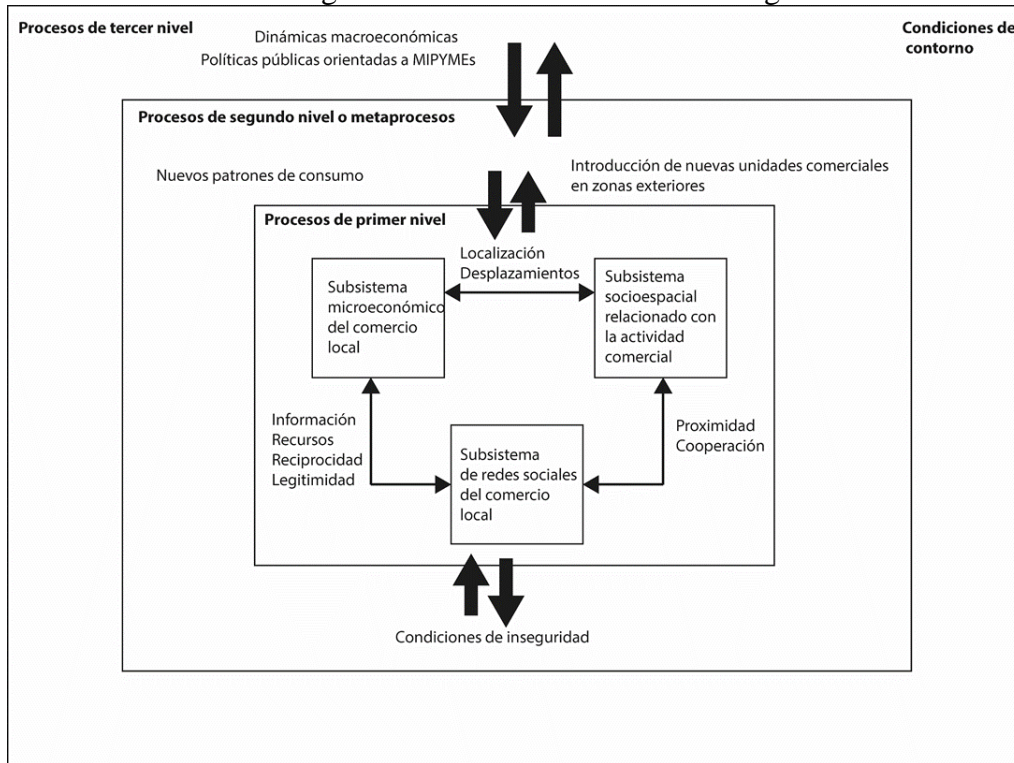 Procesos de tercer nivel
Condiciones de
contorno
Dinámicas macroeconómicas
Políticas públicas orientadas a MIPYMEs
Procesos de segundo nivel o metaprocesos
Nuevos patrones de consumo
Introducción de nuevas unidades comerciales
en zonas exteriores
Procesos de primer nivel
Localización
Desplazamientos
Subsistema
microeconómico
del comercio
local
Subsistema
socioespacial
relacionado con
la actividad
comercial
Información
Recursos
Reciprocidad
Legitimidad
Proximidad
Cooperación
Subsistema
de redes sociales
del comercio
local
Condiciones de inseguridad